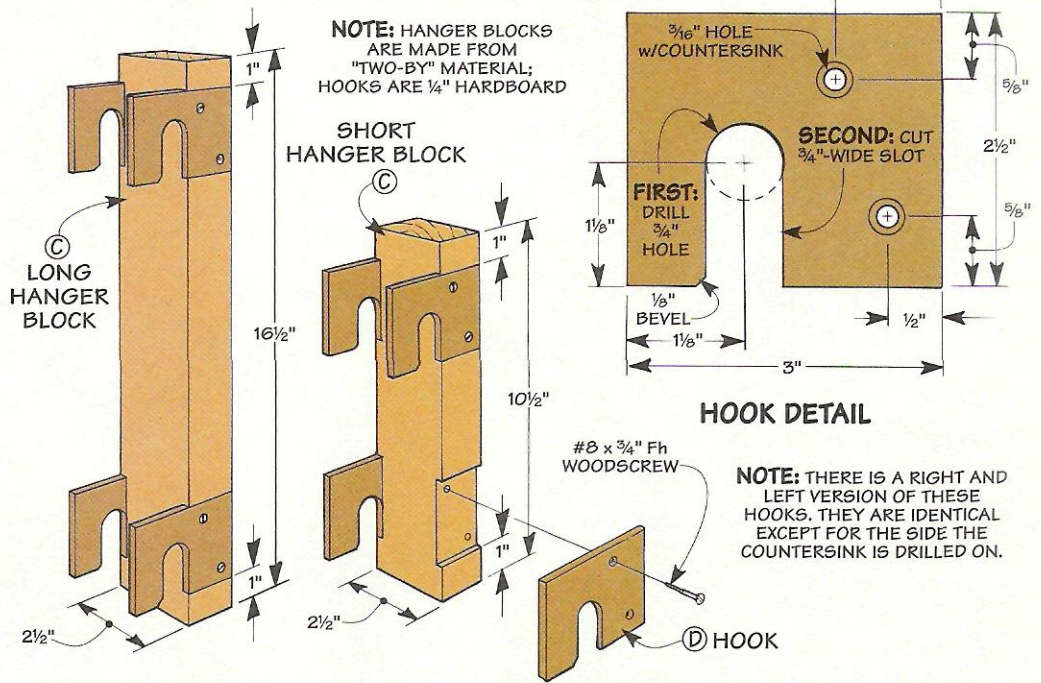 NOTE: HANGER BLOCKS
ARE MADE FROM
"TWO-BY" MATERIAL;
HOOKS ARE ¼" HARDBOARD
1"
16½"
Ⓒ
LONG
HANGER
BLOCK
1"
2½"
SHORT
HANGER BLOCK
Ⓒ
1"
10½"
1"
2½"
#8 x ¾" Fh
WOODSCREW
Ⓓ HOOK
3/16" HOLE
w/COUNTERSINK
5/8"
SECOND: CUT
¾"-WIDE SLOT
2½"
FIRST:
DRILL
¾"
HOLE
1⅛"
5/8"
⅛"
BEVEL
1⅛"
½"
3"
HOOK DETAIL
NOTE: THERE IS A RIGHT AND
LEFT VERSION OF THESE
HOOKS. THEY ARE IDENTICAL
EXCEPT FOR THE SIDE THE
COUNTERSINK IS DRILLED ON.